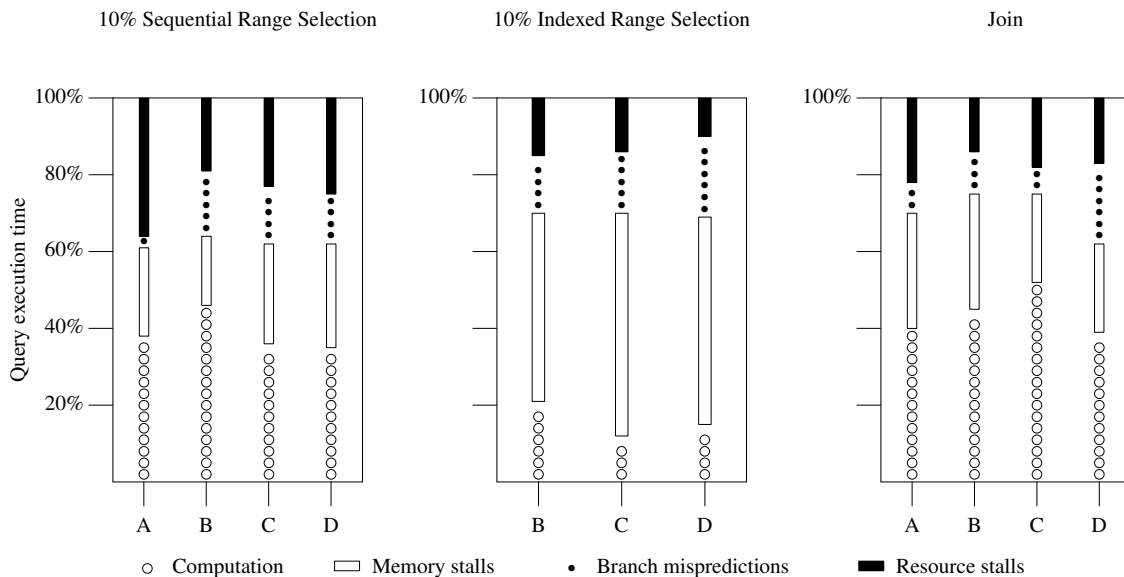 10% Sequential Range Selection
10% Indexed Range Selection
Join
100%
80%
60%
40%
20%
Query execution time
A B C D
100%
B C D
100%
A B C D
Computation
Memory stalls
Branch mispredictions
Resource stalls